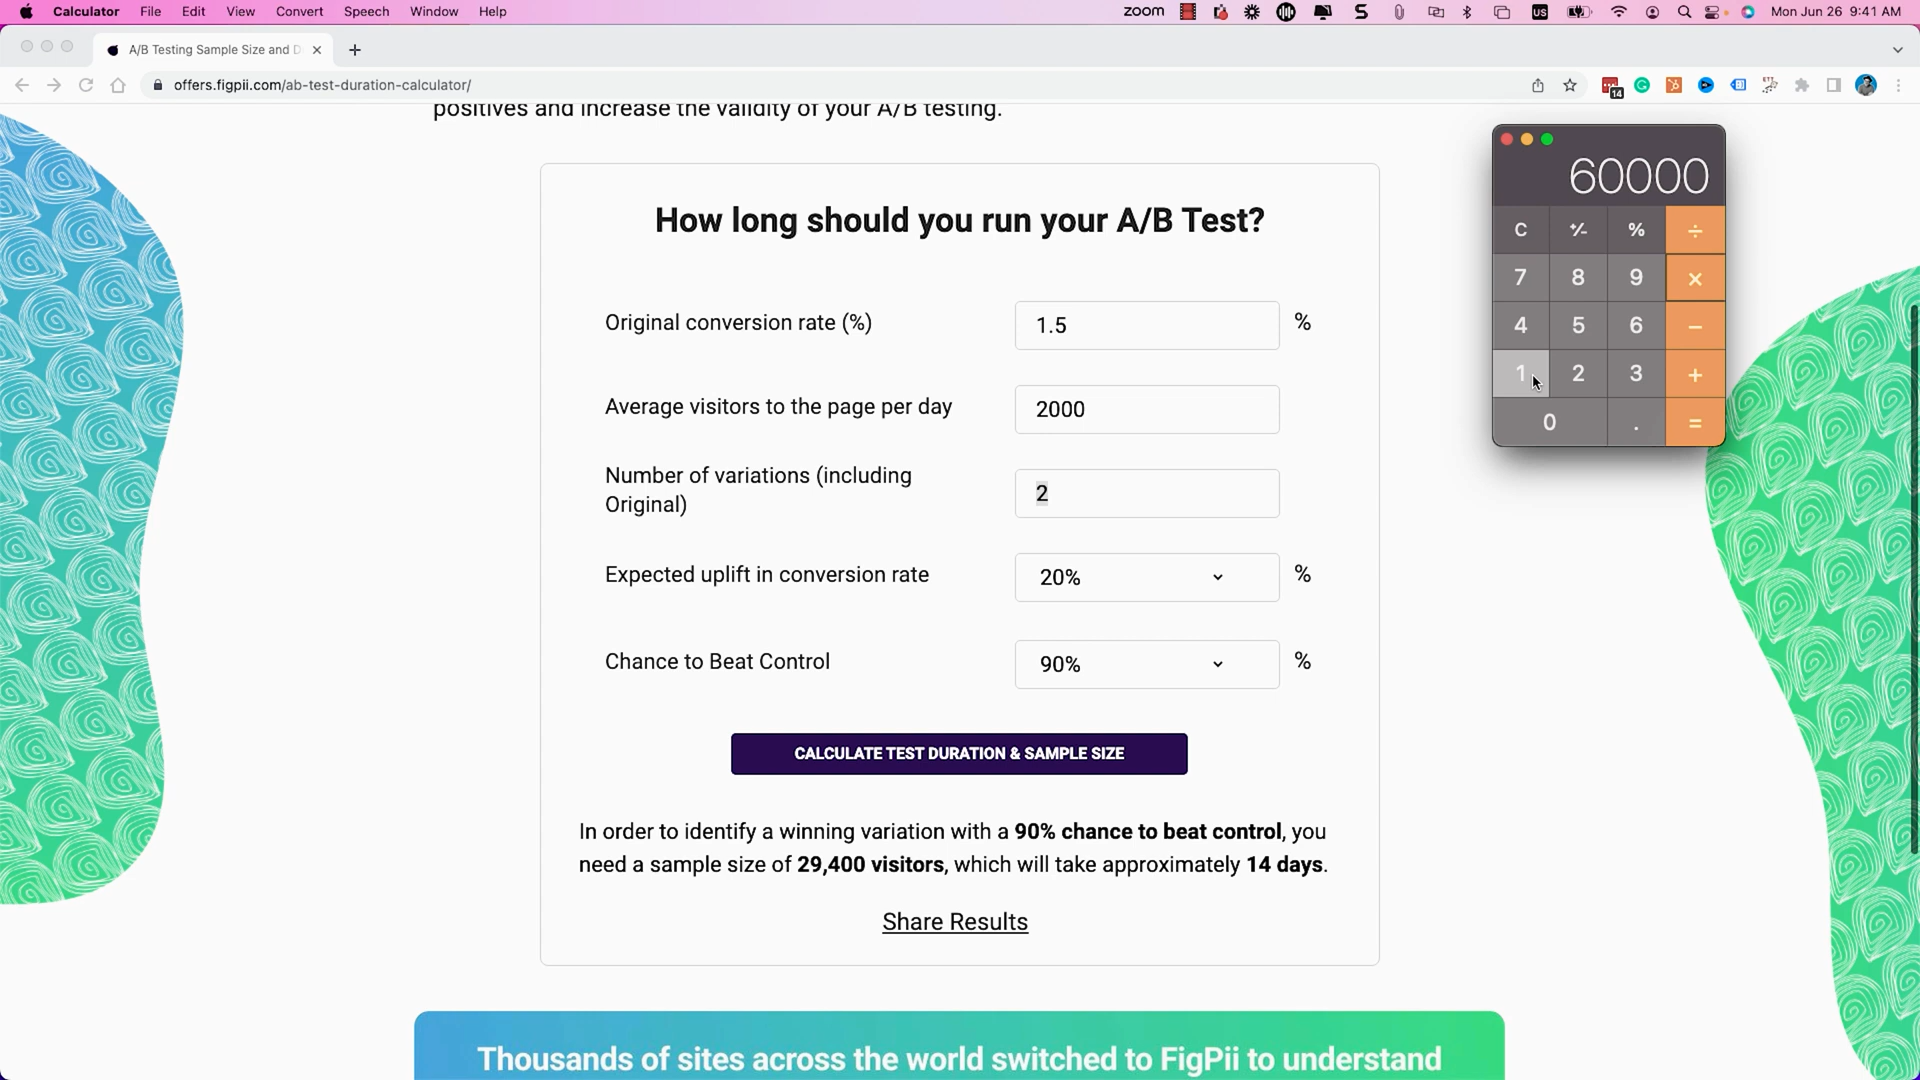 Calculator File Edit View Convert Speech Window Help zoom US Mon Jun 26 9:41 AM
A/B Testing Sample Size and D
offers.figpii.com/ab-test-duration-calculator/ 14
positives and increase the validity of your A/B testing.
How long should you run your A/B Test?
Original conversion rate (%) 1.5 %
Average visitors to the page per day 2000
Number of variations (including
Original) 2
Expected uplift in conversion rate 20% %
Chance to Beat Control 90% %
CALCULATE TEST DURATION & SAMPLE SIZE
In order to identify a winning variation with a 90% chance to beat control, you
need a sample size of 29,400 visitors, which will take approximately 14 days.
Share Results
Thousands of sites across the world switched to FigPii to understand
60000
C +/- % ÷
7 8 9 ×
4 5 6 −
1 2 3 +
0 . =